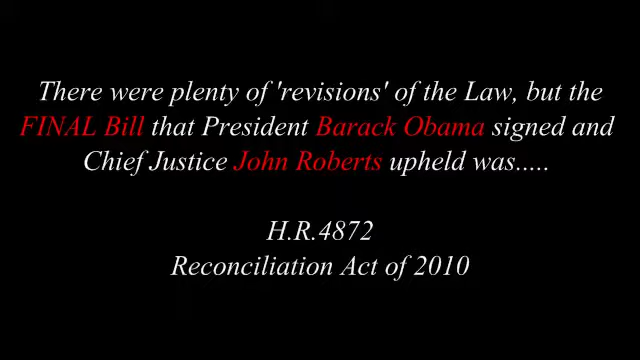 There were plenty of 'revisions' of the Law, but the
FINAL Bill that President Barack Obama signed and
Chief Justice John Roberts upheld was.....
H.R.4872
Reconciliation Act of 2010